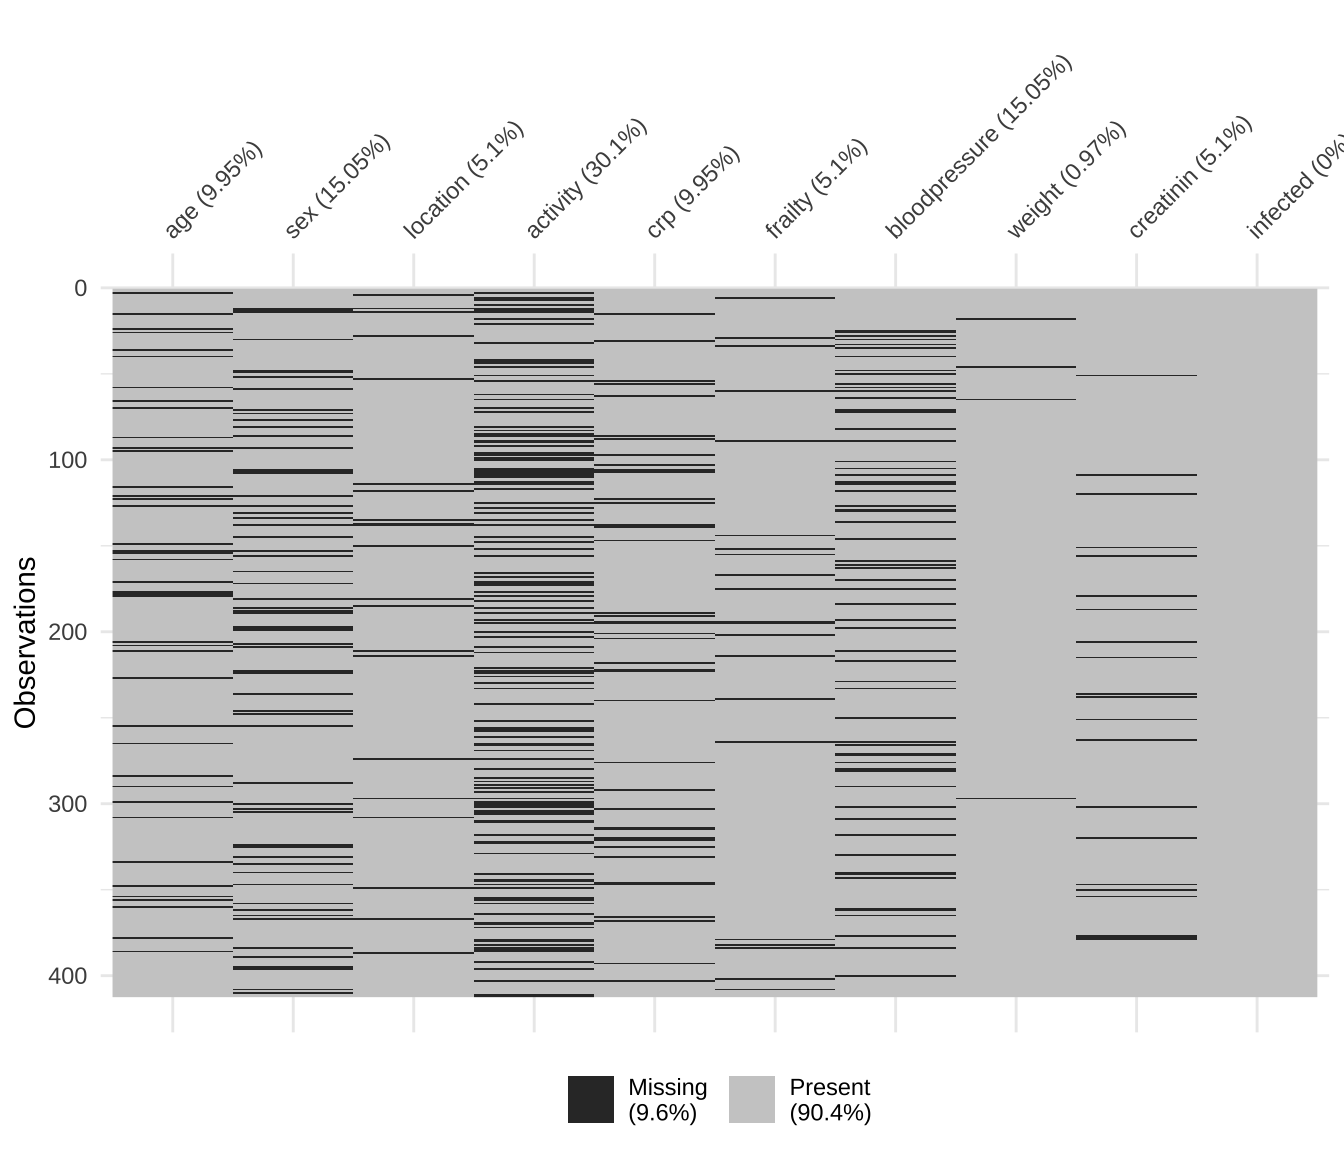 age (9.95%)
sex (15.05%)
location (5.1%)
activity (30.1%)
crp (9.95%)
frailty (5.1%)
bloodpressure (15.05%)
weight (0.97%)
creatinin (5.1%)
infected (0%
0
100
200
300
400
Observations
Missing
(9.6%)
Present
(90.4%)